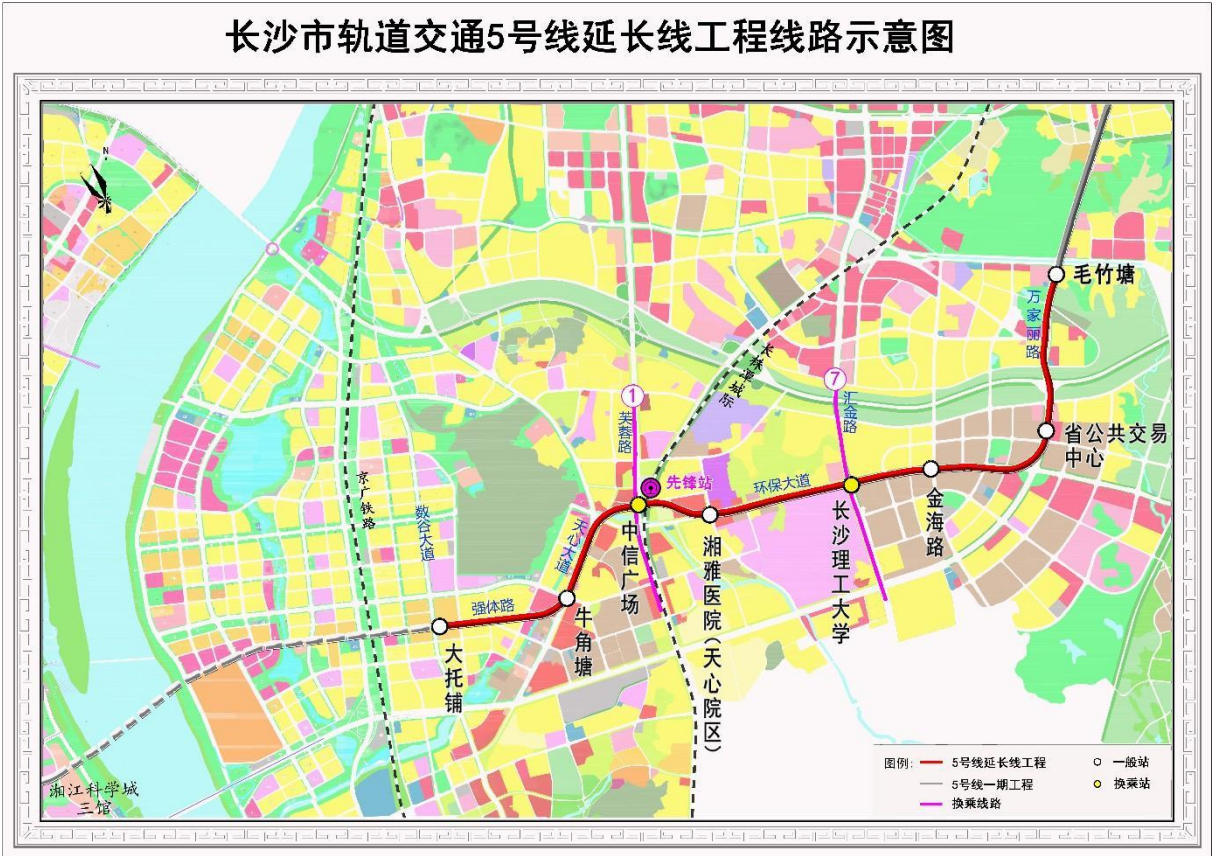 长沙市轨道交通5号线延长线工程线路示意图
N
毛竹塘
万家丽路
长株潭城际
7
1
汇金路
芙蓉路
省公共交易
中心
先锋站
环保大道
金海路
京广铁路
数谷大道
天心大道
中信广场
长沙理工大学
湘雅医院(天心院区)
强体路
牛角塘
大托铺
湘江科学城
三馆
图例:
5号线延长线工程
一般站
5号线一期工程
换乘站
换乘线路